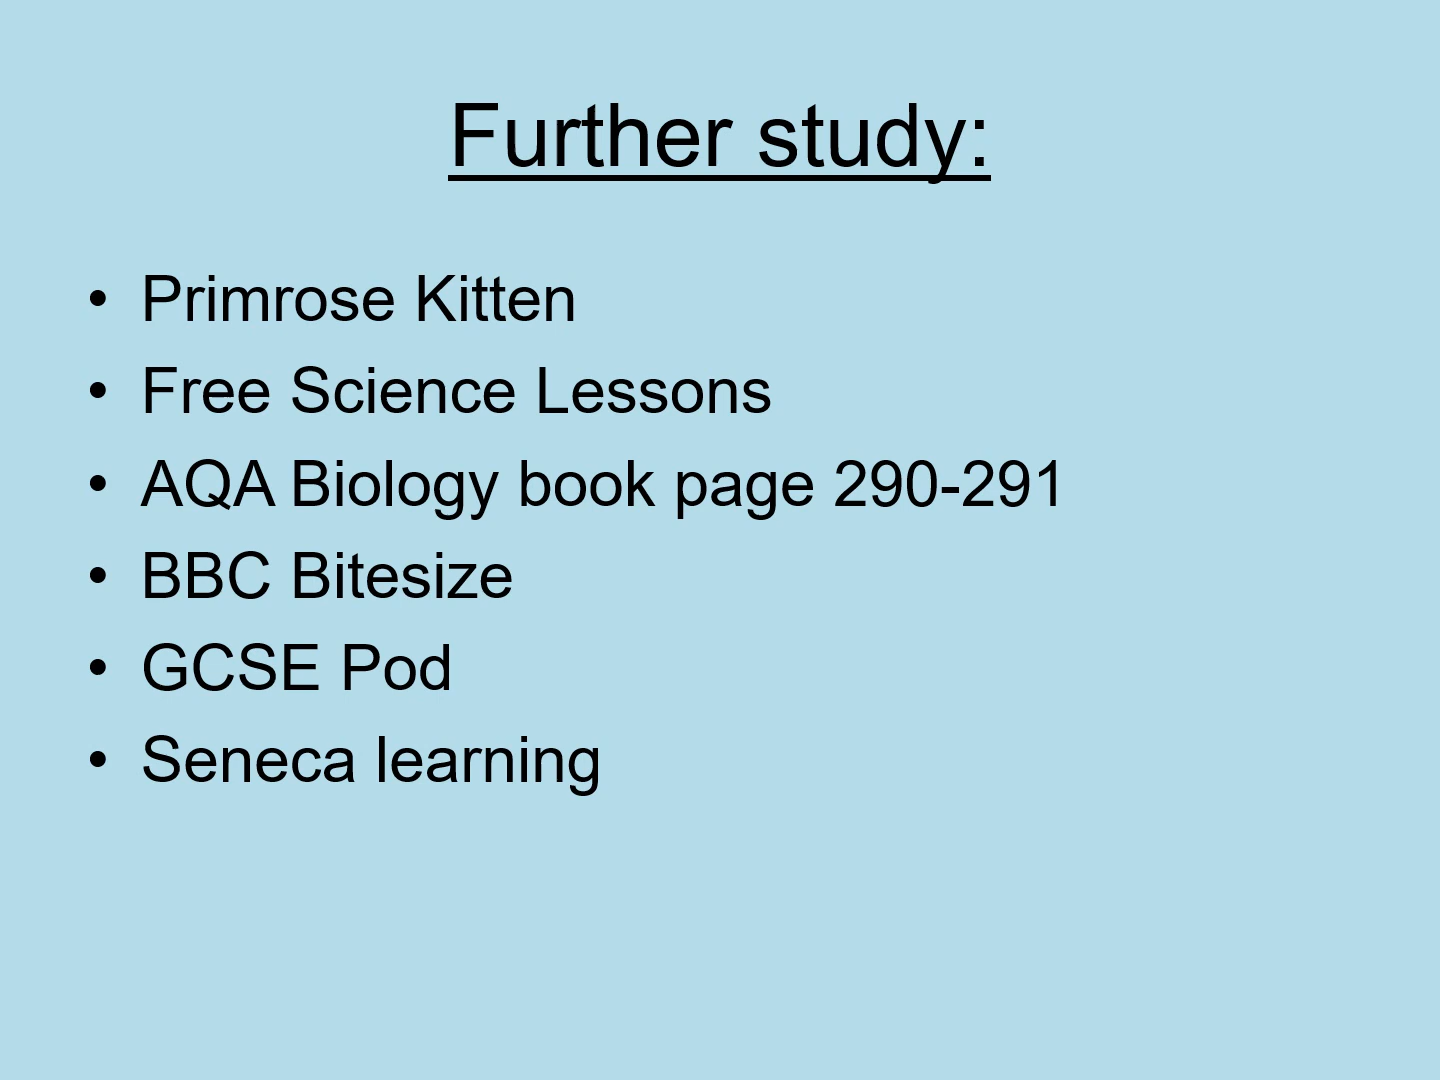 Further study:
• Primrose Kitten
• Free Science Lessons
• AQA Biology book page 290-291
• BBC Bitesize
• GCSE Pod
• Seneca learning